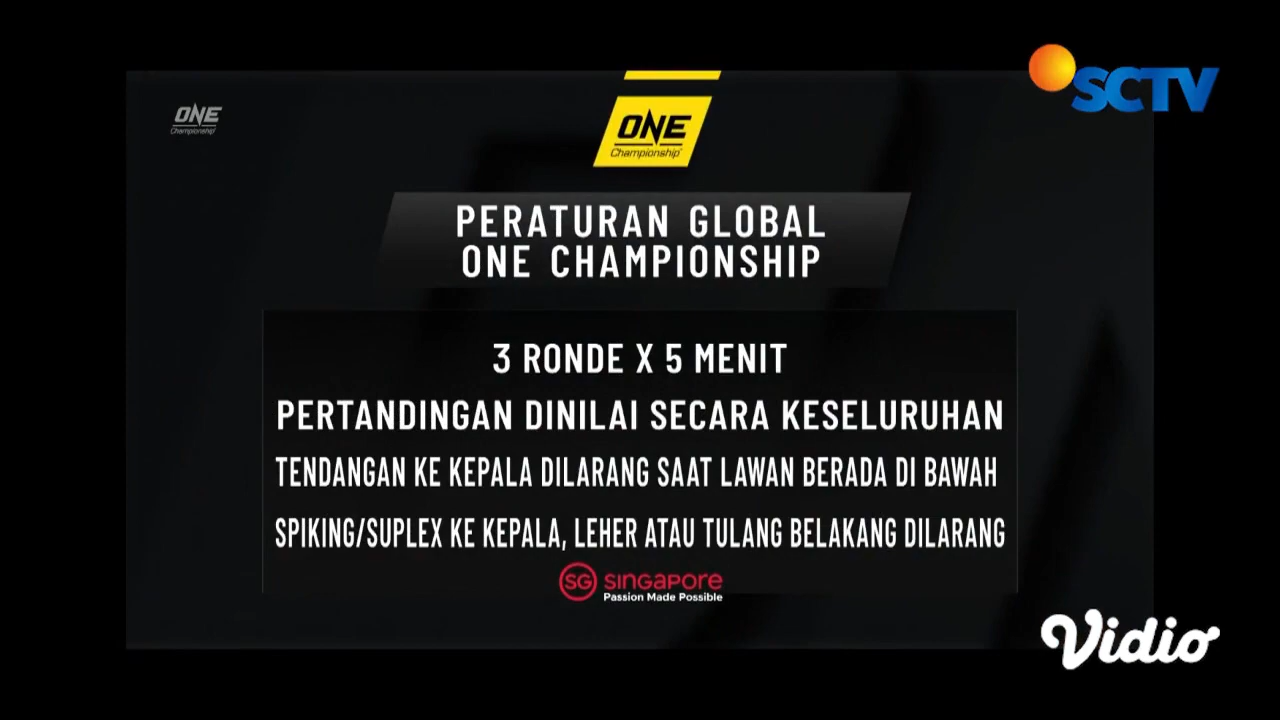 SCTV
ONE
Championship
ONE
Championship
PERATURAN GLOBAL
ONE CHAMPIONSHIP
3 RONDE X 5 MENIT
PERTANDINGAN DINILAI SECARA KESELURUHAN
TENDANGAN KE KEPALA DILARANG SAAT LAWAN BERADA DI BAWAH
SPIKING/SUPLEX KE KEPALA, LEHER ATAU TULANG BELAKANG DILARANG
SG SINGAPORE
Passion Made Possible
Vidio